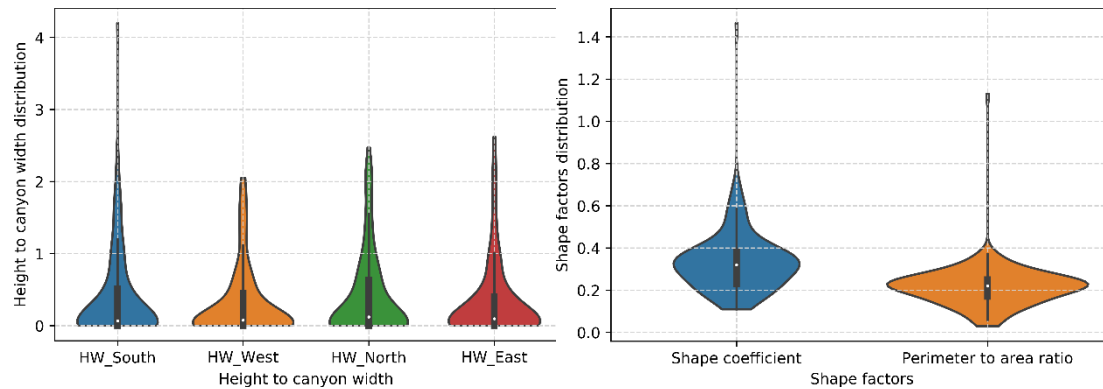 Height to canyon width distribution
4
3
2
1
0
HW_South
HW_West
HW_North
HW_East
Height to canyon width
Shape factors distribution
1.4
1.2
1.0
0.8
0.6
0.4
0.2
0.0
Shape coefficient
Perimeter to area ratio
Shape factors